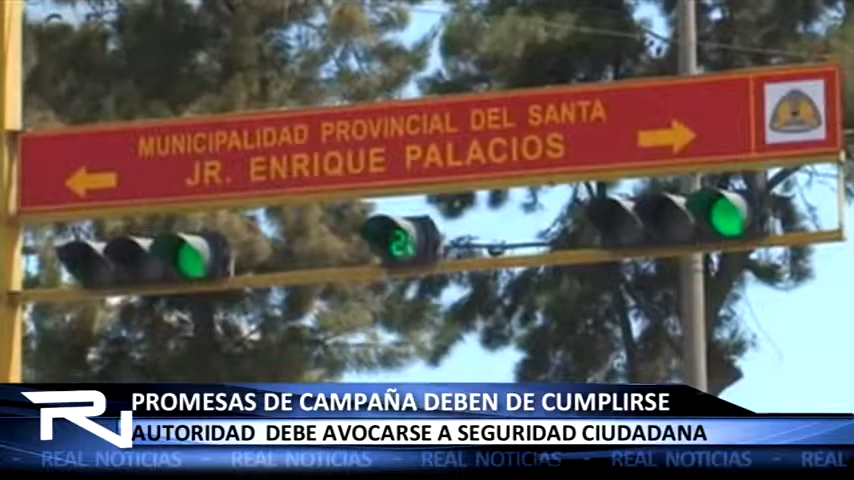 MUNICIPALIDAD PROVINCIAL DEL SANTA
JR. ENRIQUE PALACIOS
RN
PROMESAS DE CAMPAÑA DEBEN DE CUMPLIRSE
AUTORIDAD DEBE AVOCARSE A SEGURIDAD CIUDADANA
REAL NOTICIAS - REAL NOTICIAS - REAL NOTICIAS - REAL NOTICIAS - REAL